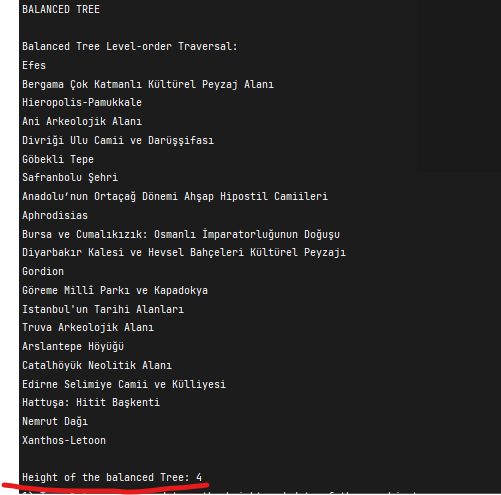 BALANCED TREE
Balanced Tree Level-order Traversal:
Efes
Bergama Çok Katmanlı Kültürel Peyzaj Alanı
Hieropolis-Pamukkale
Ani Arkeolojik Alanı
Divriği Ulu Camii ve Darüşşifası
Göbekli Tepe
Safranbolu Şehri
Anadolu’nun Ortaçağ Dönemi Ahşap Hipostil Camiileri
Aphrodisias
Bursa ve Cumalıkızık: Osmanlı İmparatorluğunun Doğuşu
Diyarbakır Kalesi ve Hevsel Bahçeleri Kültürel Peyzajı
Gordion
Göreme Millî Parkı ve Kapadokya
Istanbul'un Tarihi Alanları
Truva Arkeolojik Alanı
Arslantepe Höyüğü
Catalhöyük Neolitik Alanı
Edirne Selimiye Camii ve Külliyesi
Hattuşa: Hitit Başkenti
Nemrut Dağı
Xanthos-Letoon
Height of the balanced Tree: 4